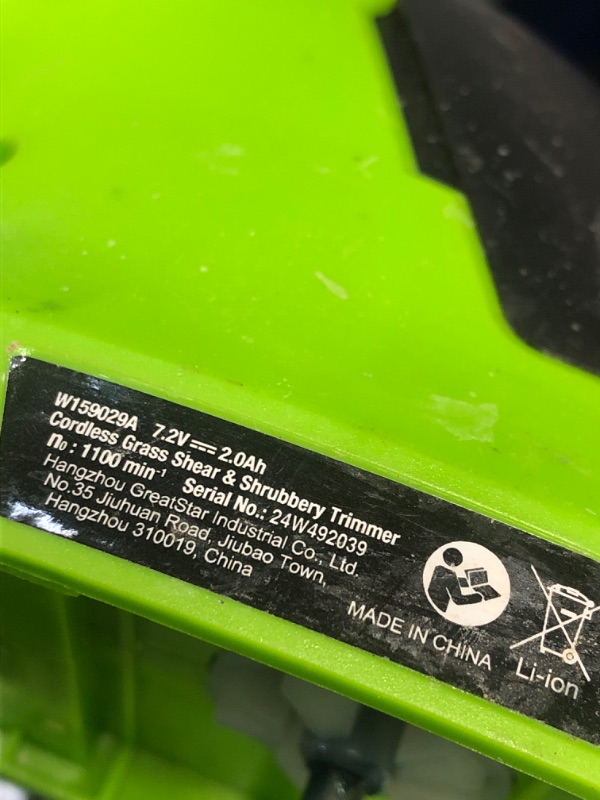 W159029A 7.2V⎓2.0Ah
Cordless Grass Shear & Shrubbery Trimmer
n₀ : 1100 min⁻¹ Serial No.: 24W492039
Hangzhou GreatStar Industrial Co., Ltd.
No.35 Jiuhuan Road, Jiubao Town,
Hangzhou 310019, China
MADE IN CHINA
Li-ion